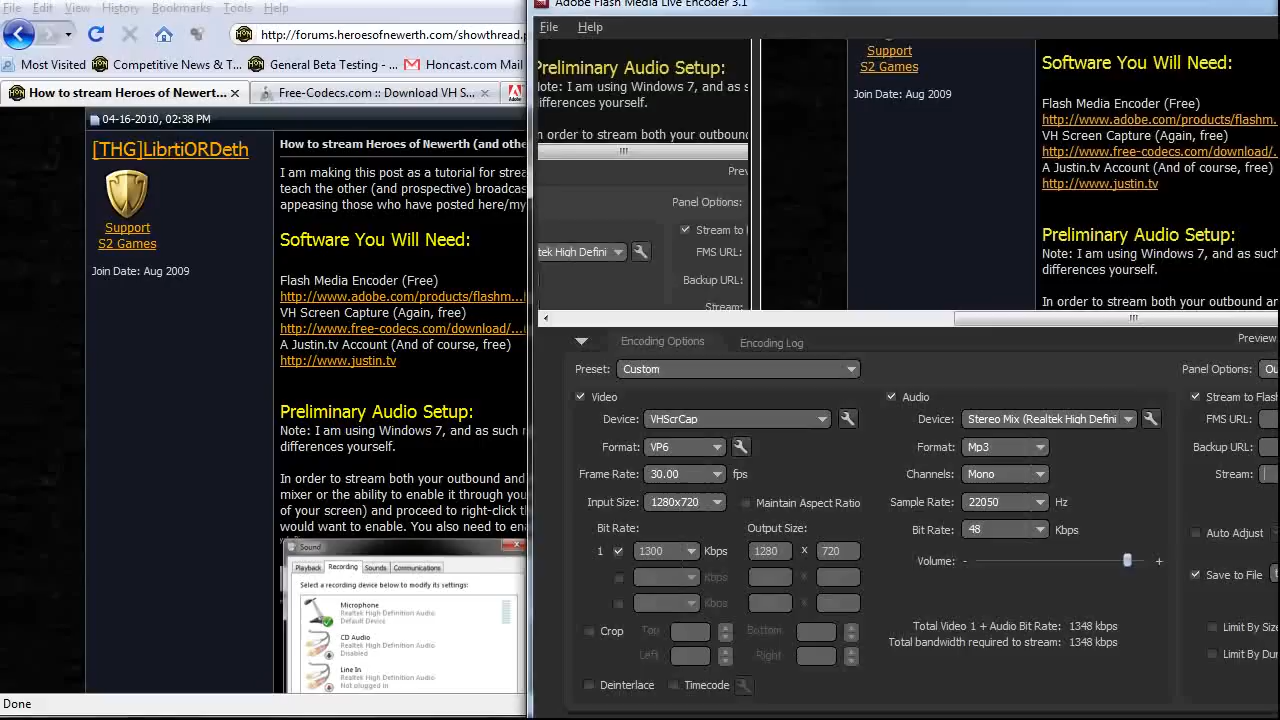 File Edit View History Bookmarks Tools Help
http://forums.heroesofnewerth.com/showthread.p
Most Visited Competitive News & T... General Beta Testing - ... Honcast.com Mail
How to stream Heroes of Newert... Free-Codecs.com :: Download VH S...
04-16-2010, 02:38 PM
[THG]LibrtiORDeth
Support
S2 Games
Join Date: Aug 2009
How to stream Heroes of Newerth (and othe
I am making this post as a tutorial for strea
teach the other (and prospective) broadcas
appeasing those who have posted here/my
Software You Will Need:
Flash Media Encoder (Free)
http://www.adobe.com/products/flashm...
VH Screen Capture (Again, free)
http://www.free-codecs.com/download/...
A Justin.tv Account (And of course, free)
http://www.justin.tv
Preliminary Audio Setup:
Note: I am using Windows 7, and as such
differences yourself.
In order to stream both your outbound and
mixer or the ability to enable it through you
of your screen) and proceed to right-click th
would want to enable. You also need to ena
Sound
Playback Recording Sounds Communications
Select a recording device below to modify its settings:
Microphone
Realtek High Definition Audio
Default Device
CD Audio
Realtek High Definition Audio
Disabled
Line In
Realtek High Definition Audio
Not plugged in
Done
Adobe Flash Media Live Encoder 3.1
File Help
Preliminary Audio Setup:
Note: I am using Windows 7, and as s
differences yourself.
In order to stream both your outbound
Prev
Panel Options:
Stream to
tek High Defini
FMS URL:
Backup URL:
Stream:
Support
S2 Games
Join Date: Aug 2009
Software You Will Need:
Flash Media Encoder (Free)
http://www.adobe.com/products/flashm.
VH Screen Capture (Again, free)
http://www.free-codecs.com/download/.
A Justin.tv Account (And of course, free)
http://www.justin.tv
Preliminary Audio Setup:
Note: I am using Windows 7, and as such
differences yourself.
In order to stream both your outbound an
Encoding Options Encoding Log Preview
Preset: Custom Panel Options: Ou
Video
Device: VHScrCap
Format: VP6
Frame Rate: 30.00 fps
Input Size: 1280x720 Maintain Aspect Ratio
Bit Rate: Output Size:
1 1300 Kbps 1280 x 720
Kbps x
Kbps x
Crop Top Bottom
Left Right
Deinterlace Timecode
Audio
Device: Stereo Mix (Realtek High Defini
Format: Mp3
Channels: Mono
Sample Rate: 22050 Hz
Bit Rate: 48 Kbps
Volume: - +
Total Video 1 + Audio Bit Rate: 1348 kbps
Total bandwidth required to stream: 1348 kbps
Stream to Flash
FMS URL:
Backup URL:
Stream:
Auto Adjust
Save to File
Limit By Size
Limit By Dur